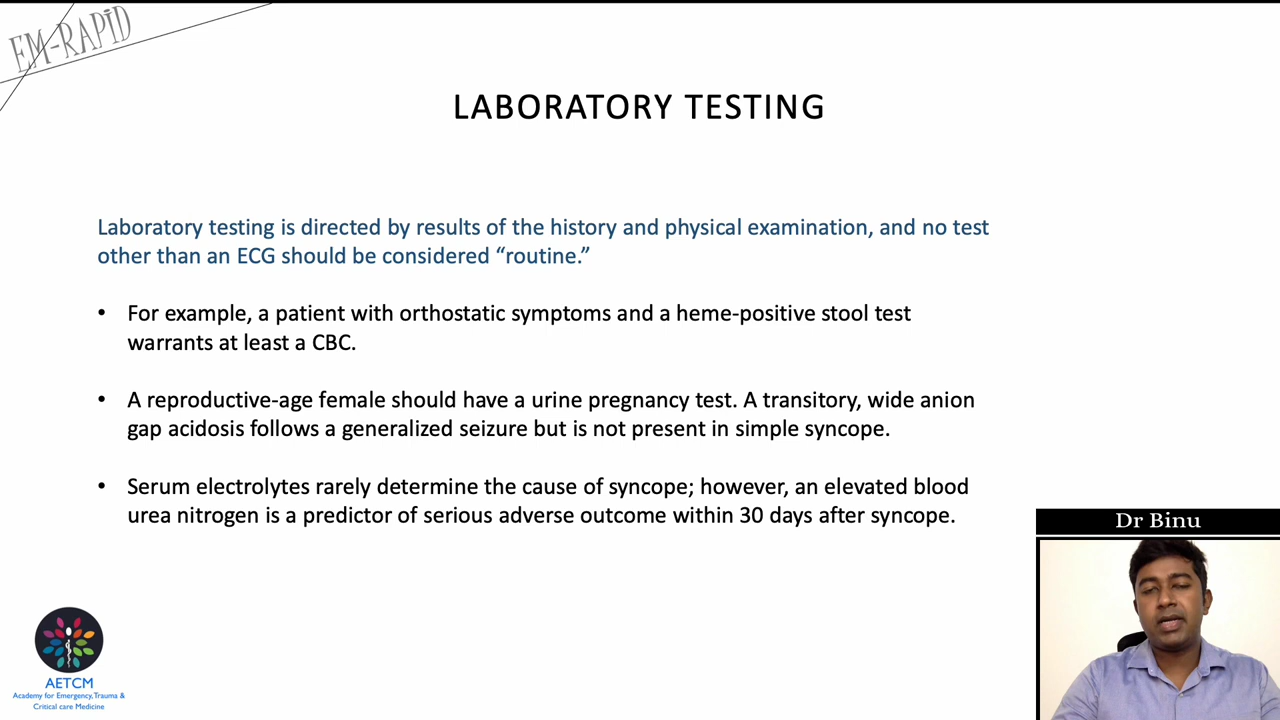 EM-RAPID
LABORATORY TESTING
Laboratory testing is directed by results of the history and physical examination, and no test
other than an ECG should be considered “routine.”
• For example, a patient with orthostatic symptoms and a heme-positive stool test
warrants at least a CBC.
• A reproductive-age female should have a urine pregnancy test. A transitory, wide anion
gap acidosis follows a generalized seizure but is not present in simple syncope.
• Serum electrolytes rarely determine the cause of syncope; however, an elevated blood
urea nitrogen is a predictor of serious adverse outcome within 30 days after syncope.
Dr Binu
AETCM
Academy for Emergency, Trauma &
Critical care Medicine